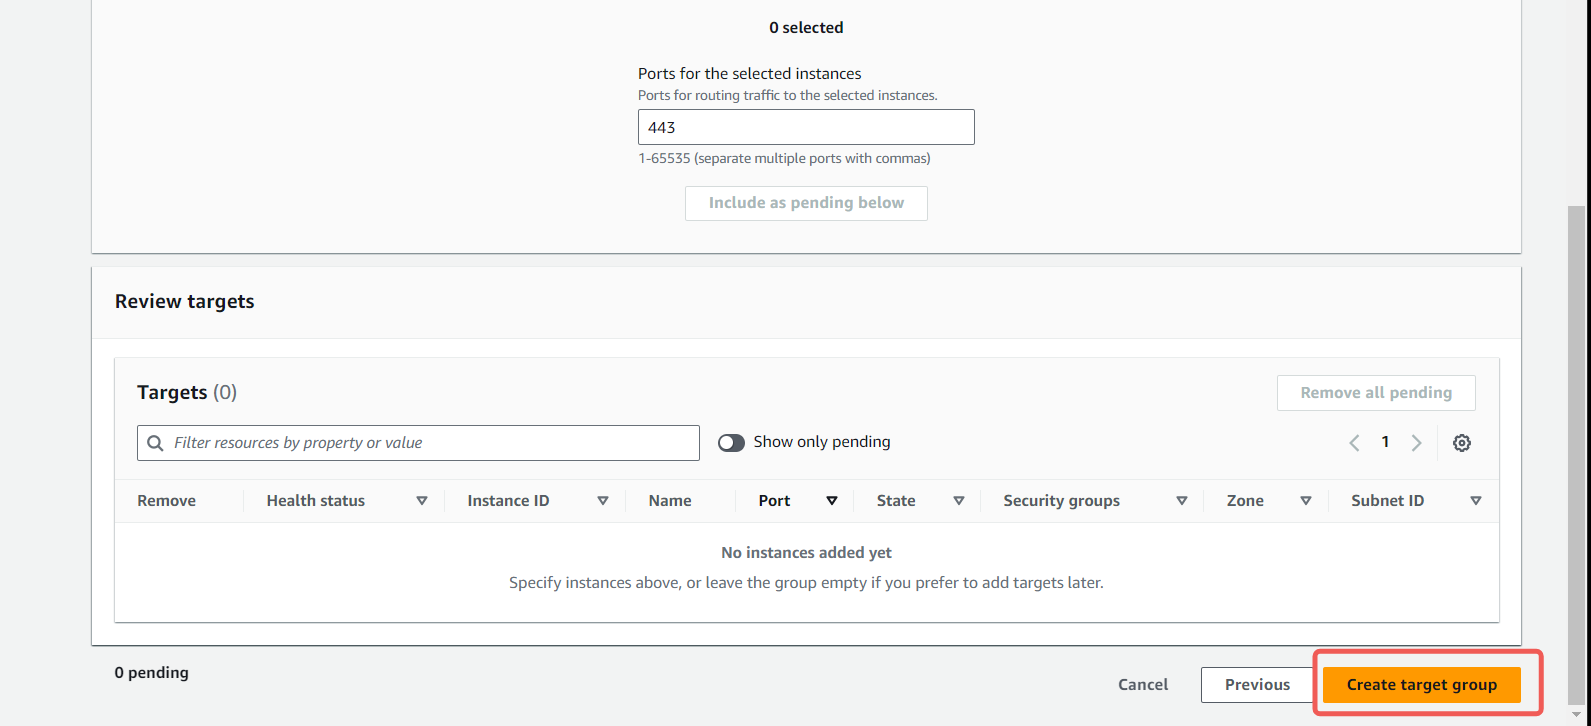 0 selected
Ports for the selected instances
Ports for routing traffic to the selected instances.
443
1-65535 (separate multiple ports with commas)
Include as pending below
Review targets
Targets (0)
Remove all pending
Filter resources by property or value
Show only pending
1
Remove Health status Instance ID Name Port State Security groups Zone Subnet ID
No instances added yet
Specify instances above, or leave the group empty if you prefer to add targets later.
0 pending
Cancel Previous Create target group